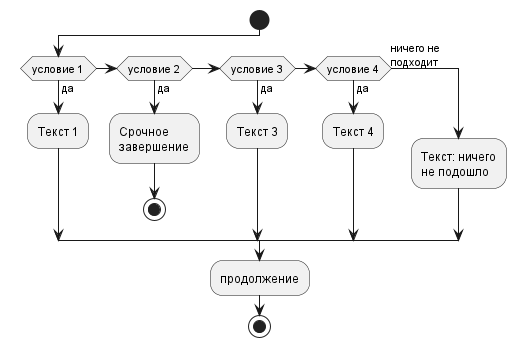 ничего не
подходит
условие 1
условие 2
условие 3
условие 4
да
да
да
да
Текст 1
Срочное
завершение
Текст 3
Текст 4
Текст: ничего
не подошло
продолжение